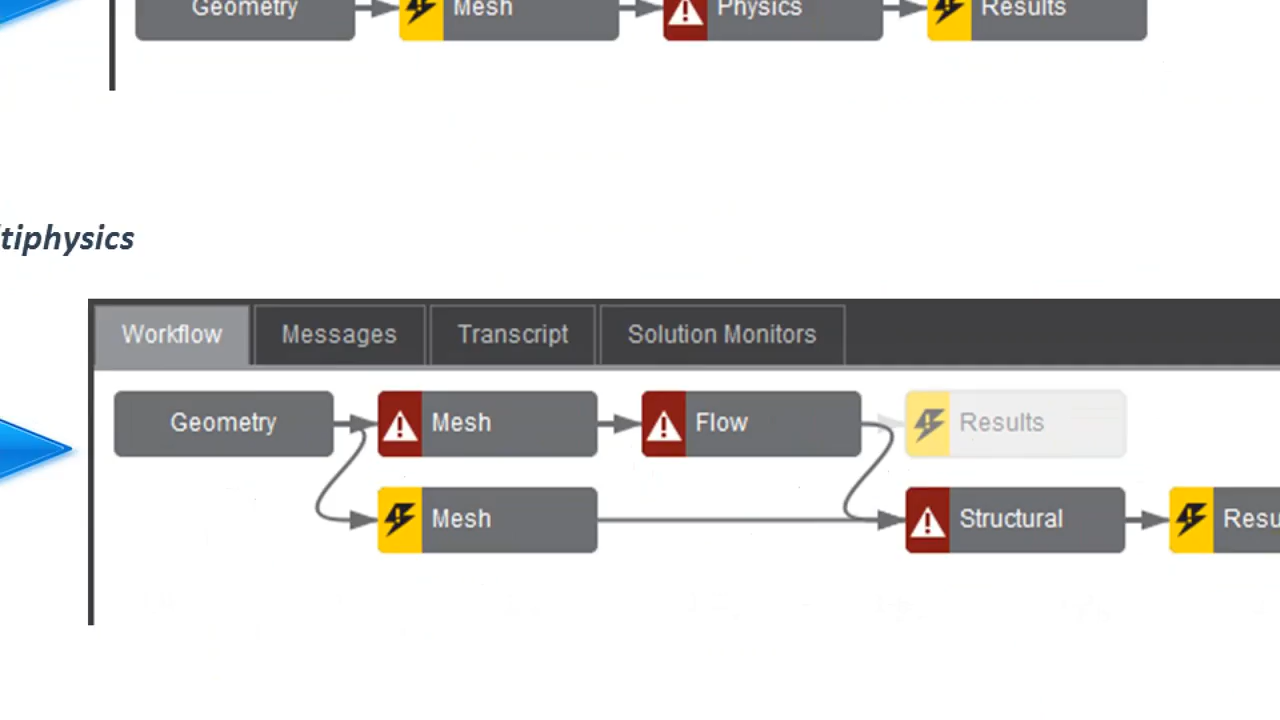 Geometry Mesh Physics Results
tiphysics
Workflow Messages Transcript Solution Monitors
Geometry Mesh Flow Results
Mesh Structural Resu